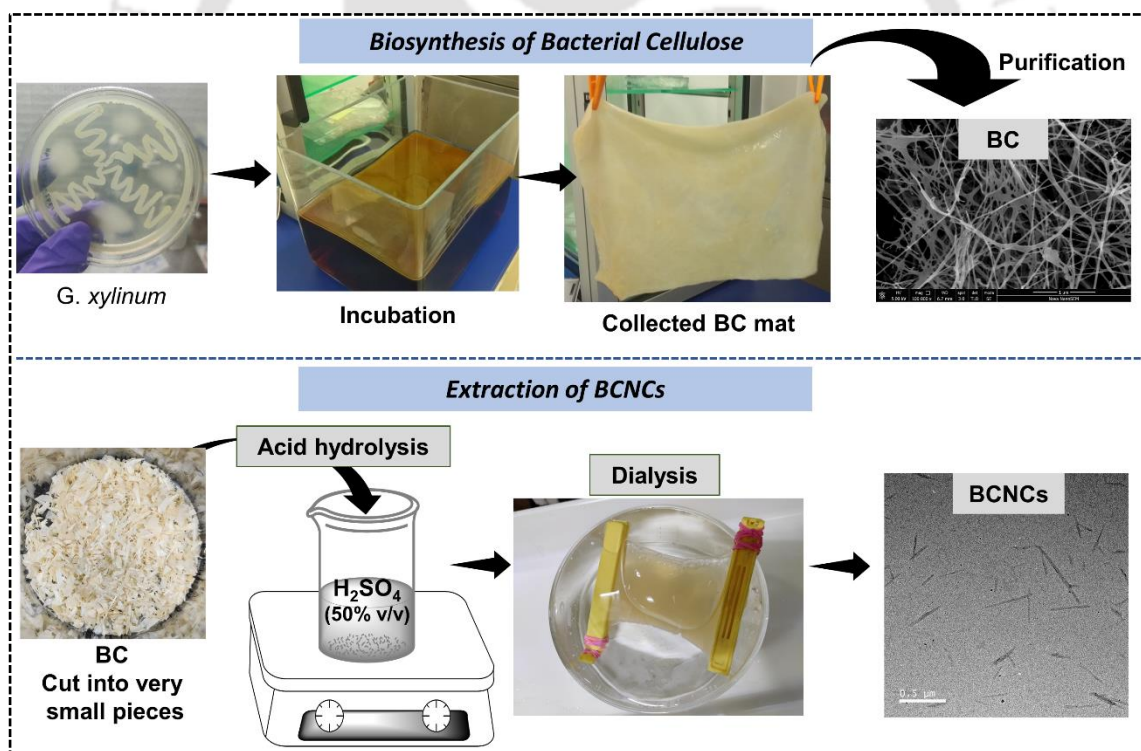 Biosynthesis of Bacterial Cellulose
Purification
BC
G. xylinum
Incubation
Collected BC mat
Extraction of BCNCs
Acid hydrolysis
Dialysis
BCNCs
H₂SO₄
(50% v/v)
BC
Cut into very
small pieces
0.5 μm